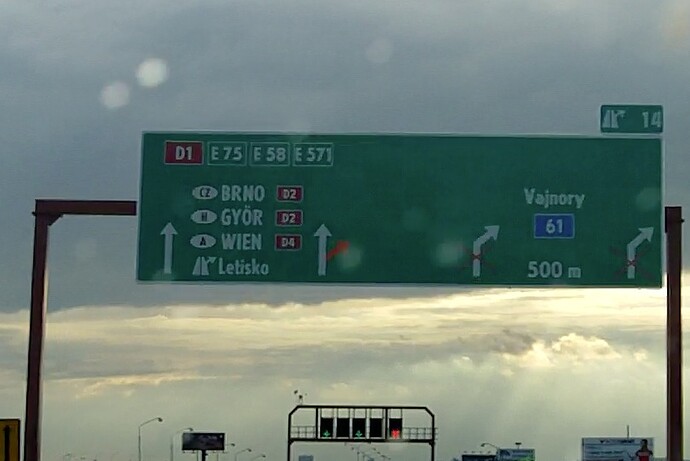 14
D1 E 75 E 58 E 571
CZ BRNO D2
H GYÖR D2
A WIEN D4
Letisko
Vajnory
61
500 m